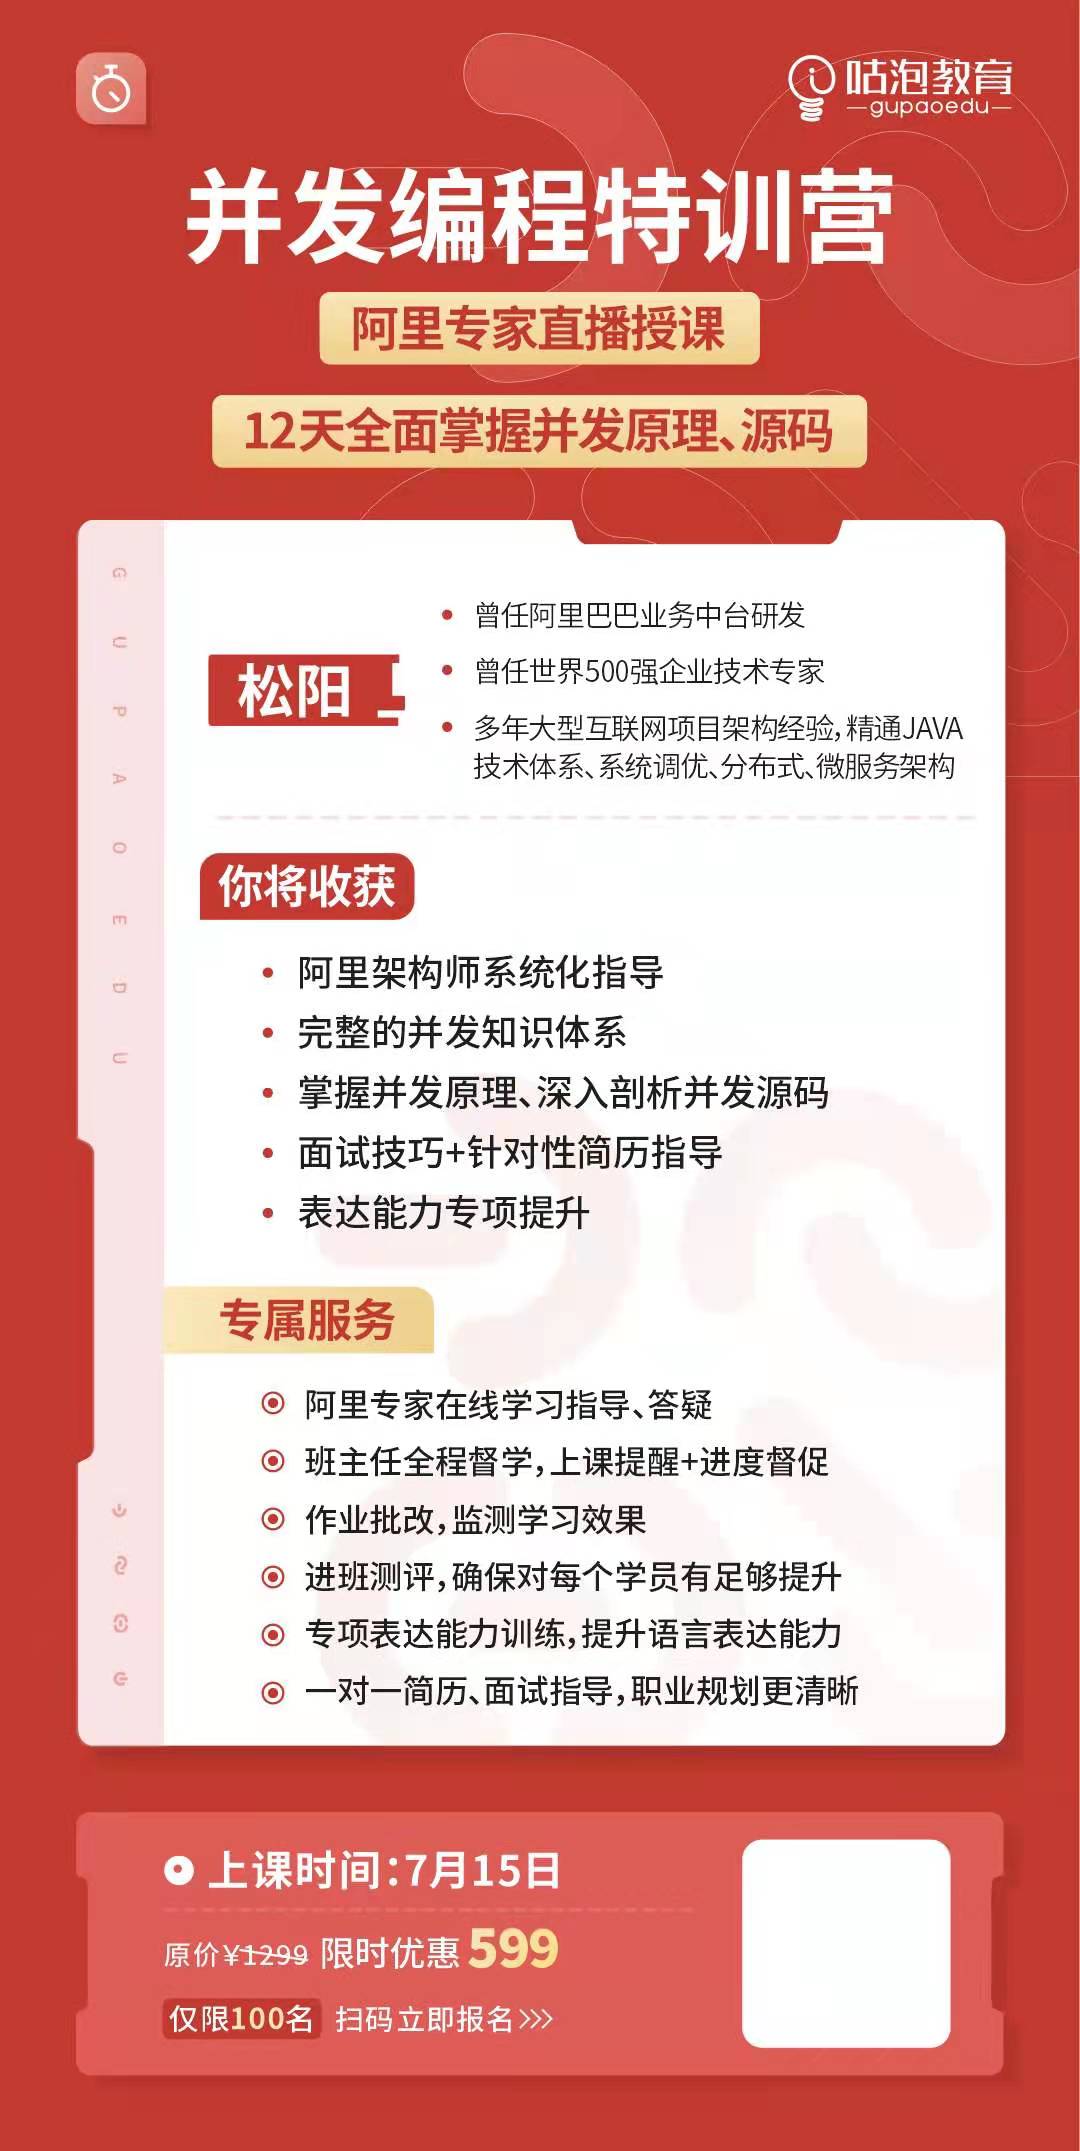 咕泡教育
gupaoedu
并发编程特训营
阿里专家直播授课
12天全面掌握并发原理、源码
GUPAOEDU
松阳
曾任阿里巴巴业务中台研发
曾任世界500强企业技术专家
多年大型互联网项目架构经验,精通JAVA
技术体系、系统调优、分布式、微服务架构
你将收获
阿里架构师系统化指导
完整的并发知识体系
掌握并发原理、深入剖析并发源码
面试技巧+针对性简历指导
表达能力专项提升
专属服务
阿里专家在线学习指导、答疑
班主任全程督学,上课提醒+进度督促
作业批改,监测学习效果
进班测评,确保对每个学员有足够提升
专项表达能力训练,提升语言表达能力
一对一简历、面试指导,职业规划更清晰
上课时间:7月15日
原价¥1299 限时优惠 599
仅限100名 扫码立即报名>>>